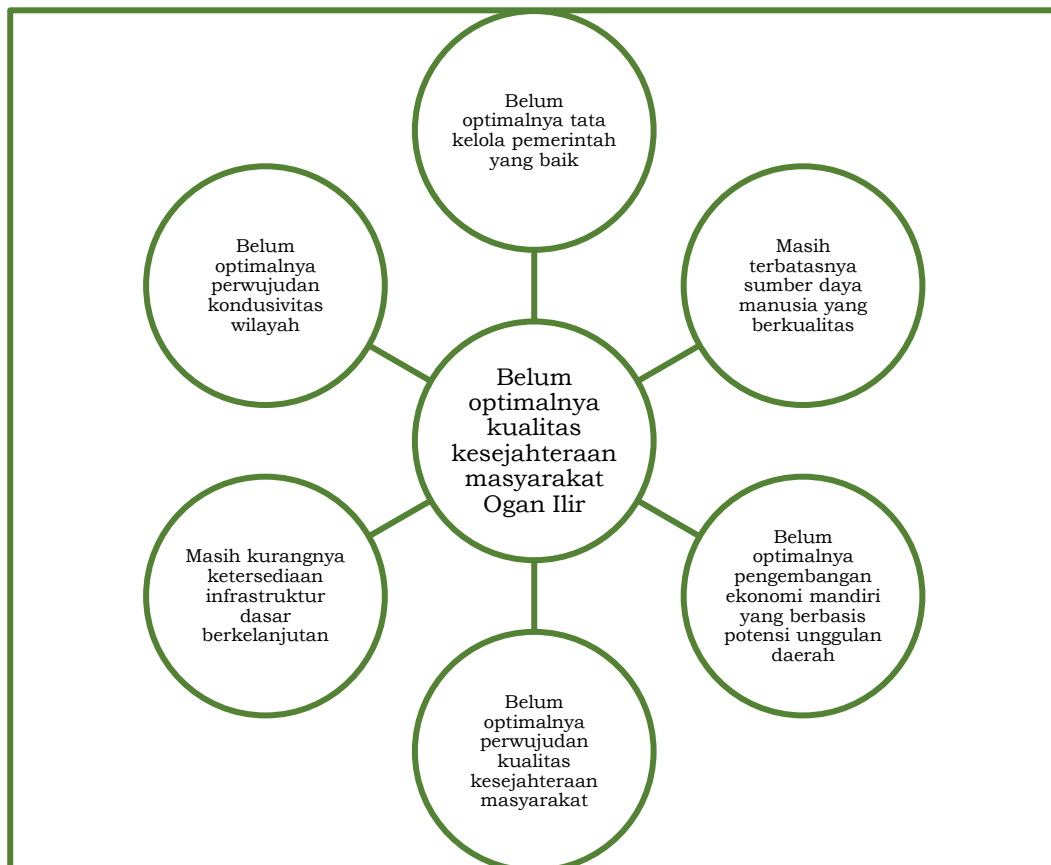 Belum
optimalnya tata
kelola pemerintah
yang baik
Masih
terbatasnya
sumber daya
manusia yang
berkualitas
Belum
optimalnya
pengembangan
ekonomi mandiri
yang berbasis
potensi unggulan
daerah
Belum
optimalnya
perwujudan
kualitas
kesejahteraan
masyarakat
Masih kurangnya
ketersediaan
infrastruktur
dasar
berkelanjutan
Belum
optimalnya
perwujudan
kondusivitas
wilayah
Belum
optimalnya
kualitas
kesejahteraan
masyarakat
Ogan Ilir